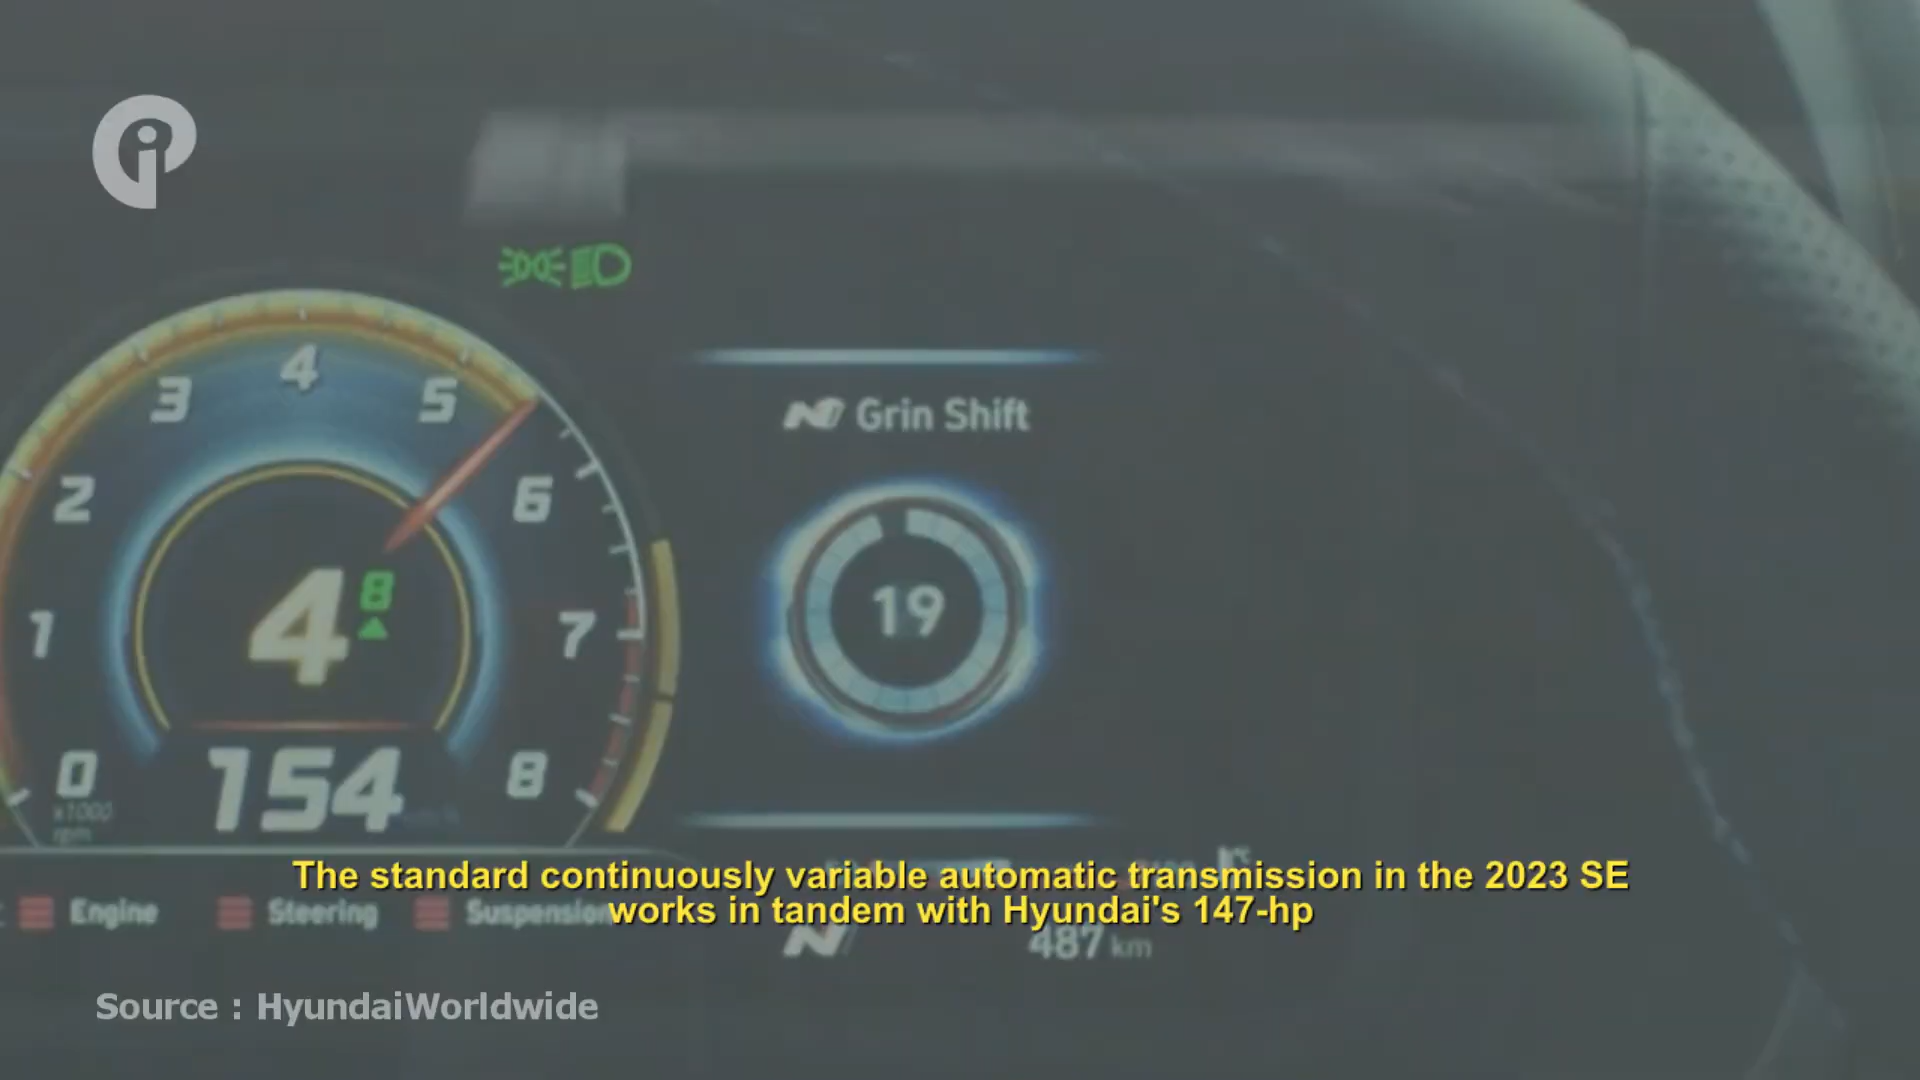 N Grin Shift
3
4
5
2
6
1
7
0
8
4
8
19
154
x1000
rpm
The standard continuously variable automatic transmission in the 2023 SE
works in tandem with Hyundai's 147-hp
Engine
Steering
Suspension
N
487 km
Source : HyundaiWorldwide